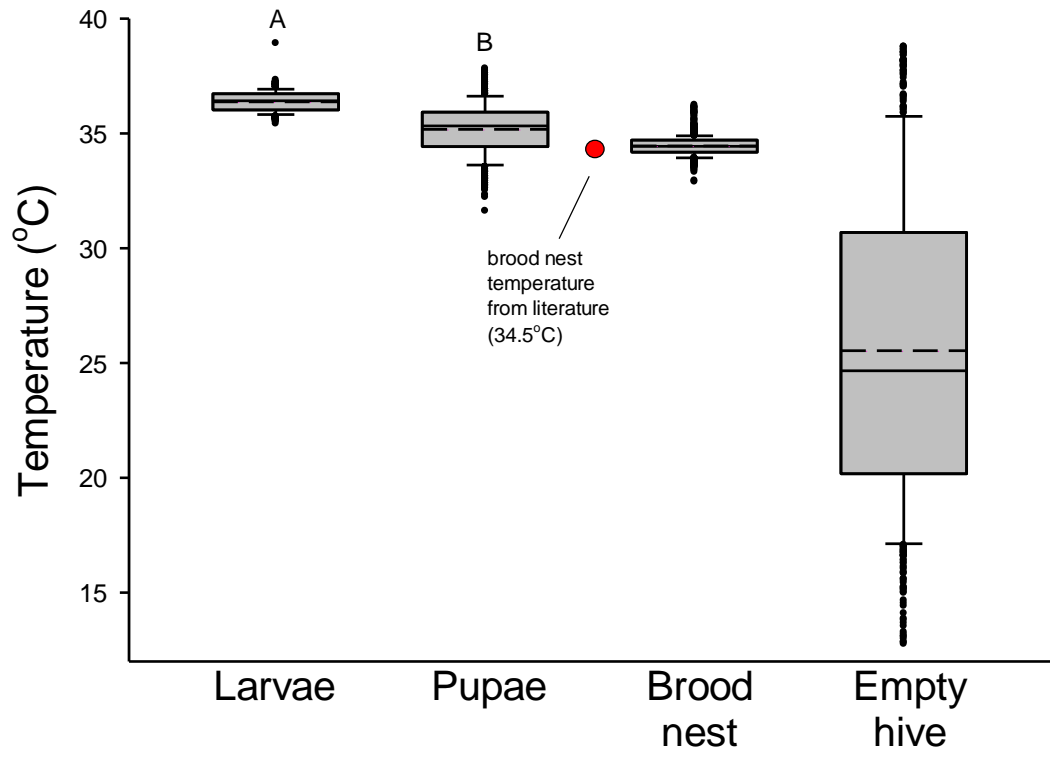 Temperature (°C)
40
35
30
25
20
15
A
B
brood nest
temperature
from literature
(34.5°C)
Larvae
Pupae
Brood
nest
Empty
hive